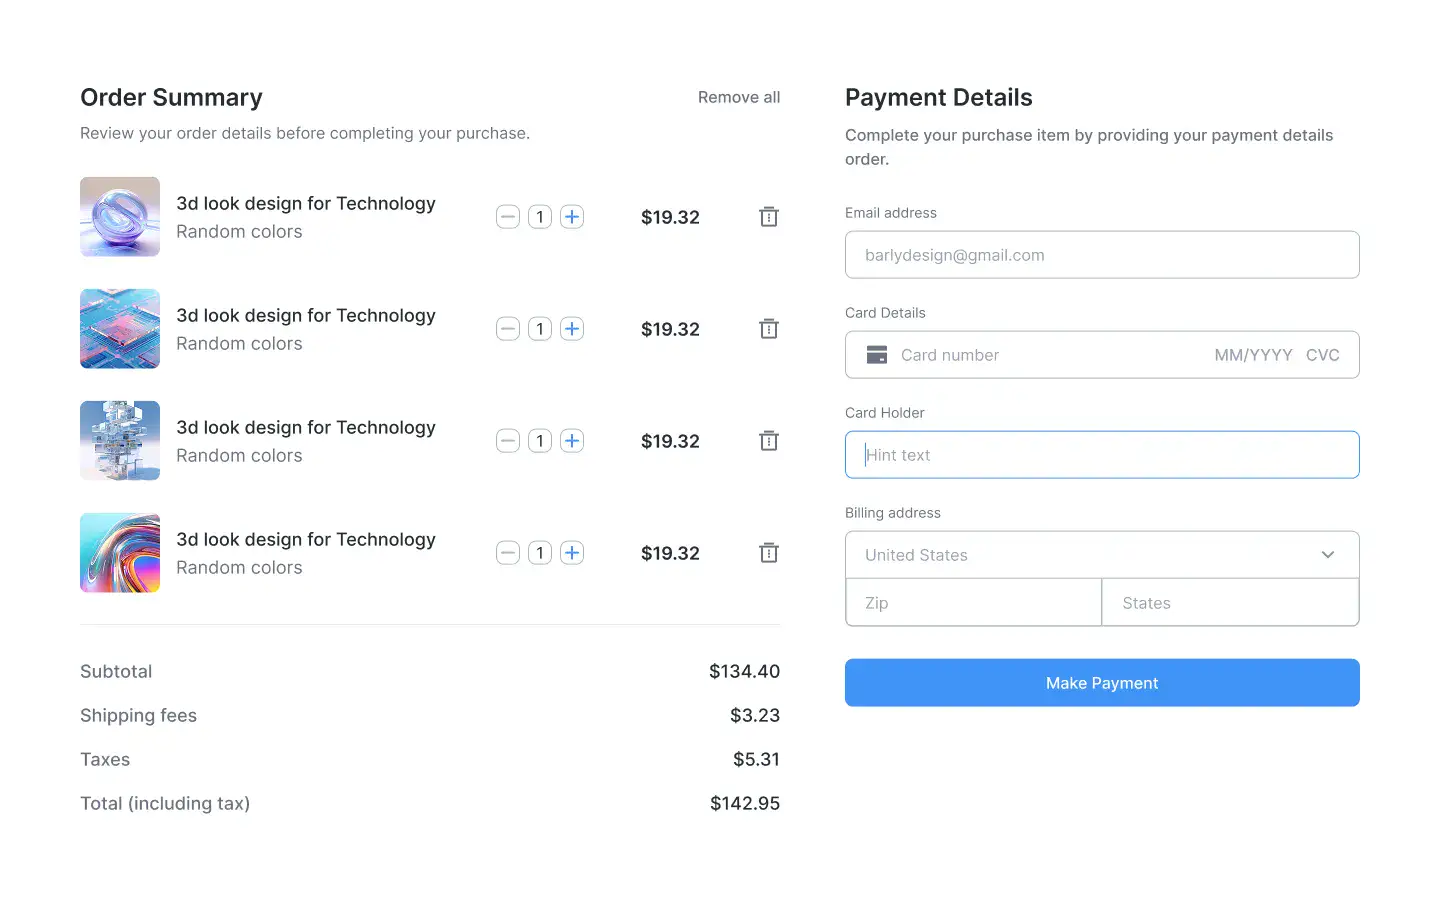 Order Summary
Remove all
Review your order details before completing your purchase.
3d look design for Technology
Random colors
1
$19.32
3d look design for Technology
Random colors
1
$19.32
3d look design for Technology
Random colors
1
$19.32
3d look design for Technology
Random colors
1
$19.32
Subtotal
$134.40
Shipping fees
$3.23
Taxes
$5.31
Total (including tax)
$142.95
Payment Details
Complete your purchase item by providing your payment details
order.
Email address
barlydesign@gmail.com
Card Details
Card number
MM/YYYY
CVC
Card Holder
Hint text
Billing address
United States
Zip
States
Make Payment